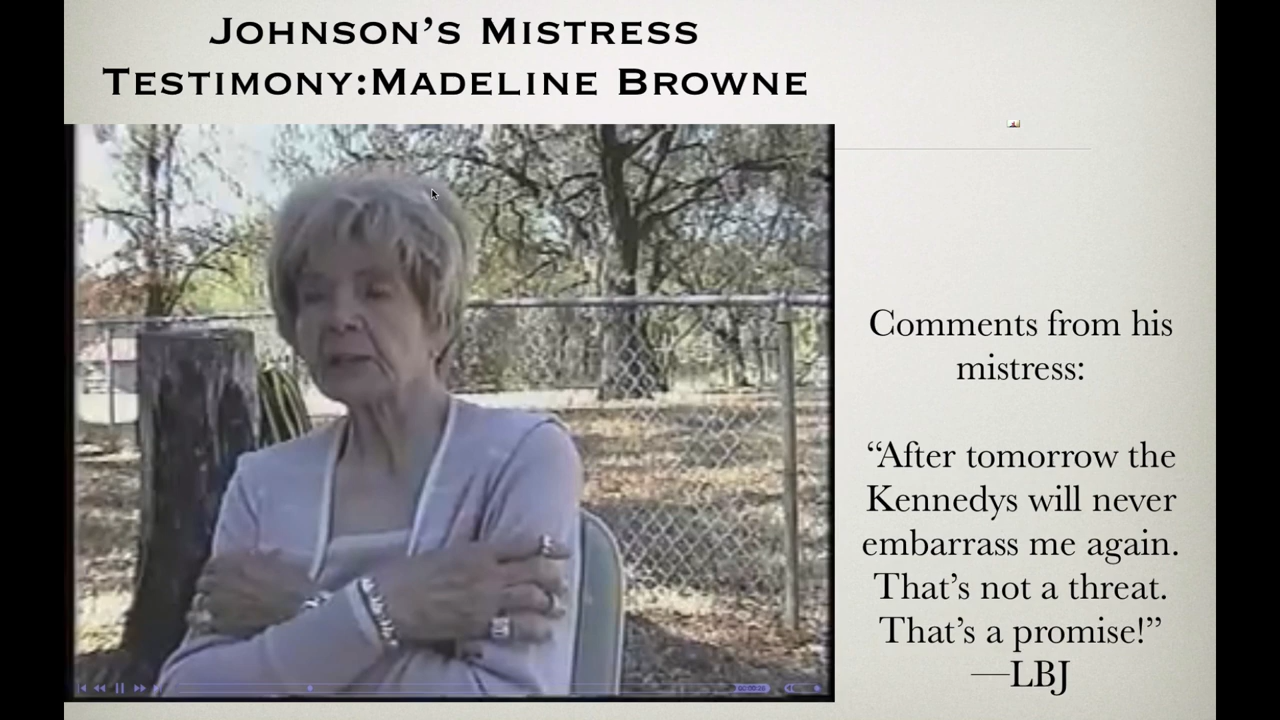 Johnson's Mistress
Testimony:Madeline Browne
Comments from his
mistress:
“After tomorrow the
Kennedys will never
embarrass me again.
That's not a threat.
That's a promise!”
—LBJ